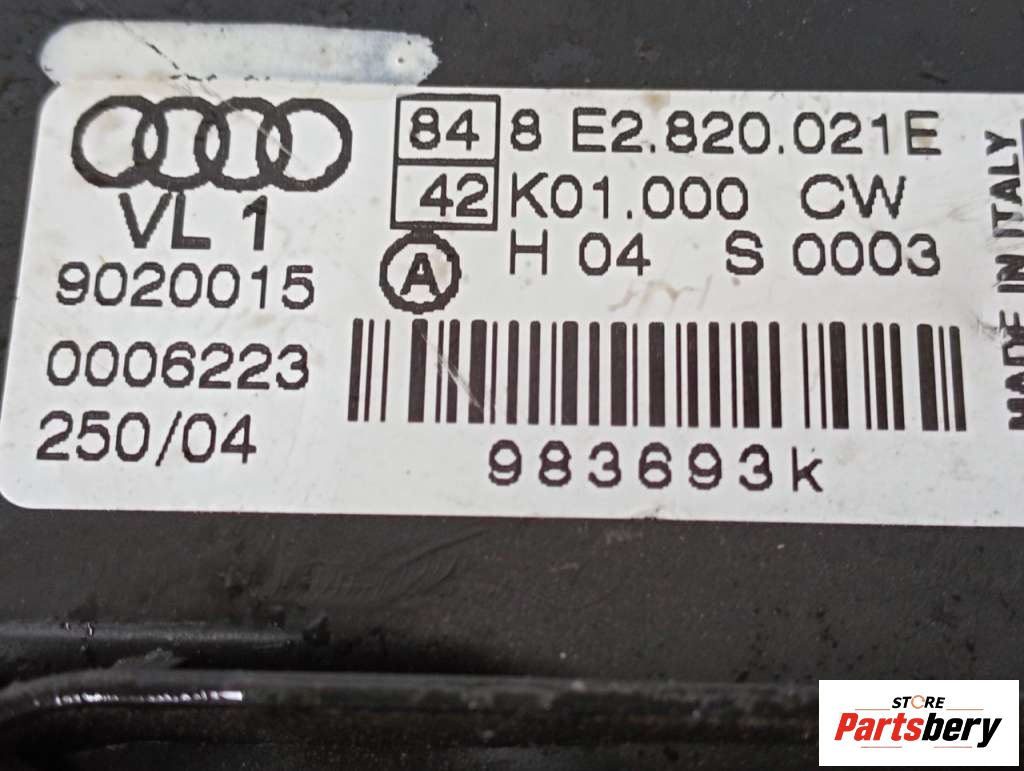 84 8 E2.820.021E
42 K01.000 CW
VL 1
A H 04 S 0003
9020015
0006223
250/04
983693k
MADE IN ITALY
STORE
Partsbery